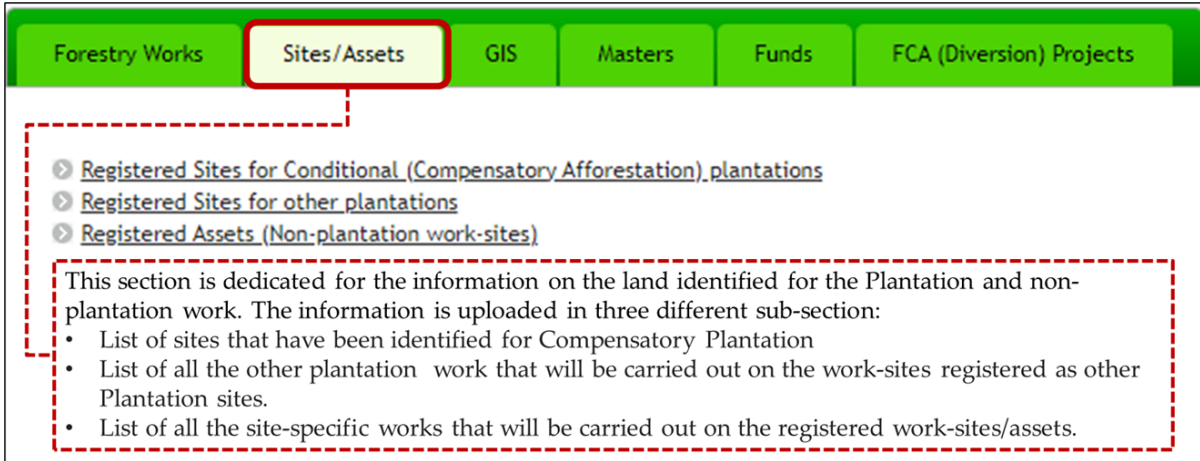 Forestry Works
Sites/Assets
GIS
Masters
Funds
FCA (Diversion) Projects
Registered Sites for Conditional (Compensatory Afforestation) plantations
Registered Sites for other plantations
Registered Assets (Non-plantation work-sites)
This section is dedicated for the information on the land identified for the Plantation and non-
plantation work. The information is uploaded in three different sub-section:
• List of sites that have been identified for Compensatory Plantation
• List of all the other plantation work that will be carried out on the work-sites registered as other
Plantation sites.
• List of all the site-specific works that will be carried out on the registered work-sites/assets.